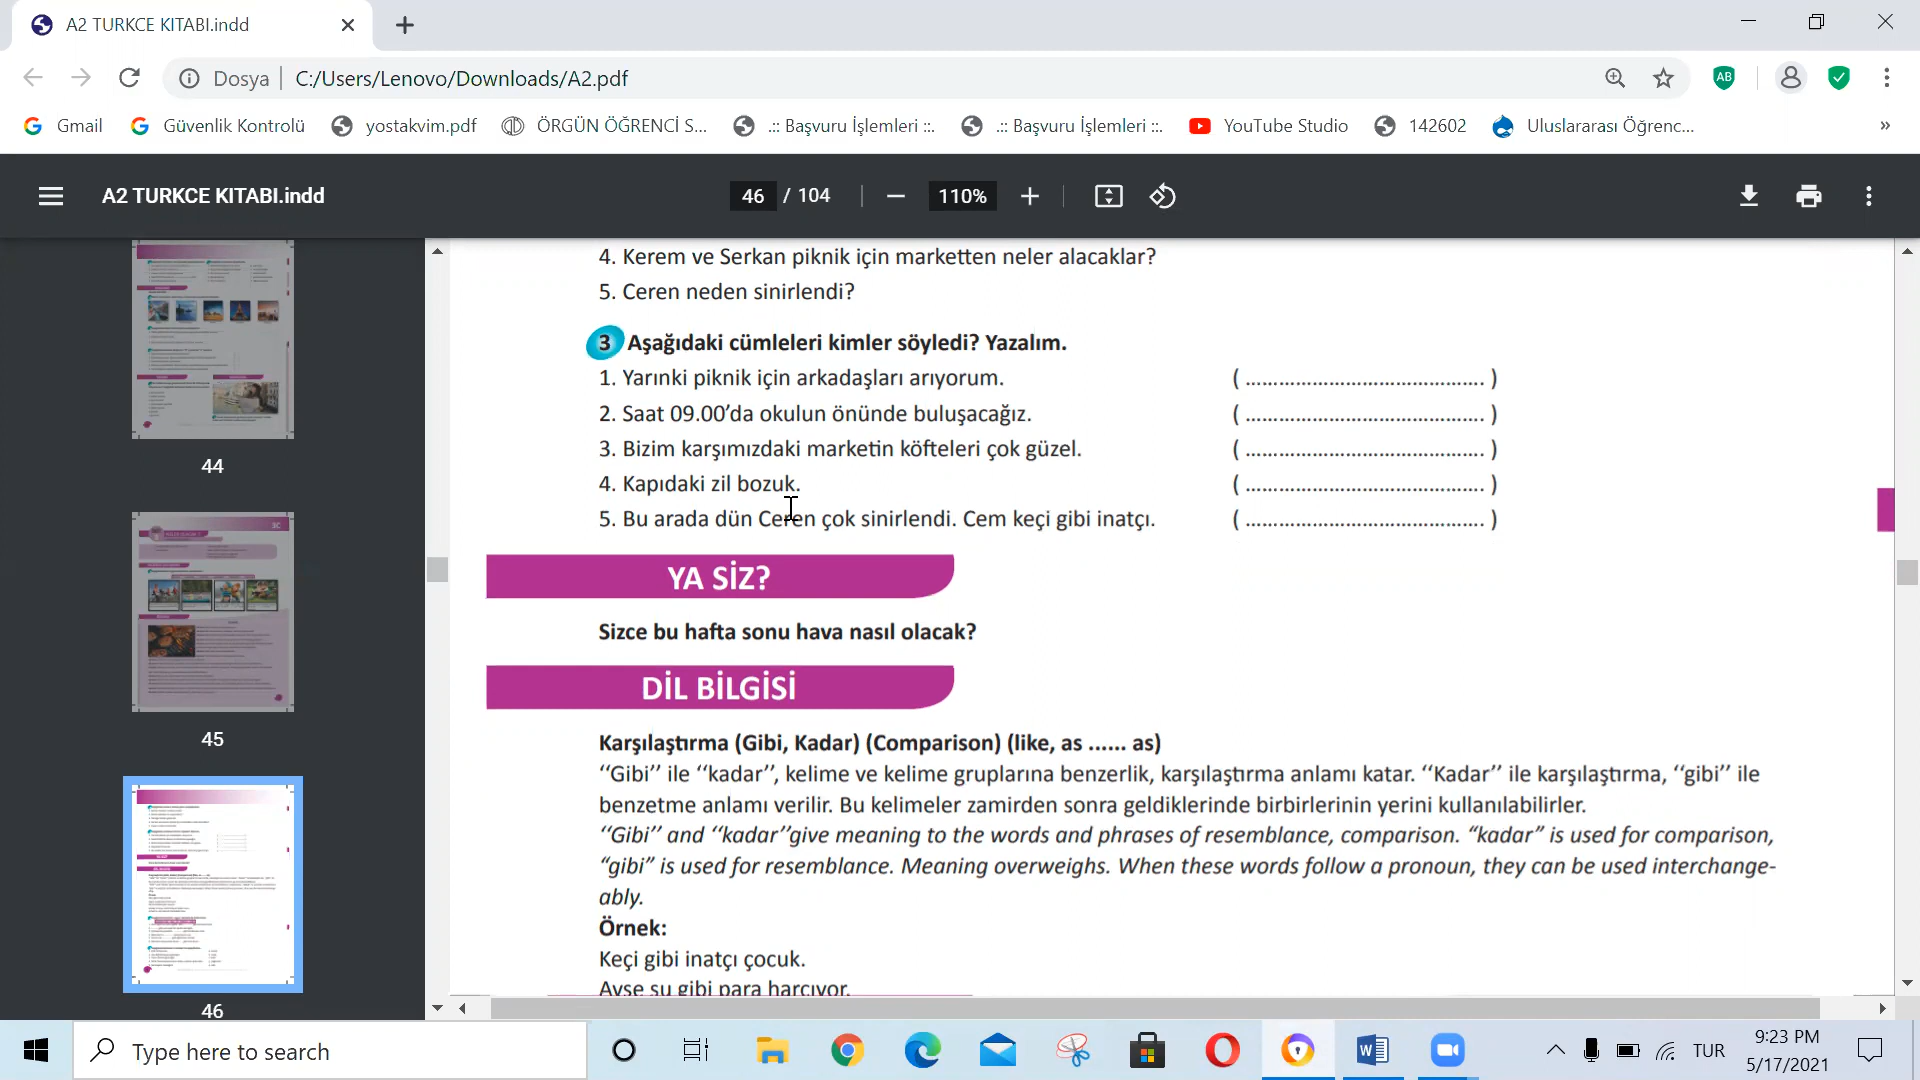 A2 TURKCE KITABI.indd
Dosya
C:/Users/Lenovo/Downloads/A2.pdf
AB
Gmail
Güvenlik Kontrolü
yostakvim.pdf
ÖRGÜN ÖĞRENCİ S...
.:: Başvuru İşlemleri ::.
.:: Başvuru İşlemleri ::.
YouTube Studio
142602
Uluslararası Öğrenc...
»
A2 TURKCE KITABI.indd
46 / 104
110%
44
45
46
4. Kerem ve Serkan piknik için marketten neler alacaklar?
5. Ceren neden sinirlendi?
3 Aşağıdaki cümleleri kimler söyledi? Yazalım.
1. Yarınki piknik için arkadaşları arıyorum. ( .......................................... )
2. Saat 09.00’da okulun önünde buluşacağız. ( .......................................... )
3. Bizim karşımızdaki marketin köfteleri çok güzel. ( .......................................... )
4. Kapıdaki zil bozuk. ( .......................................... )
5. Bu arada dün Ceren çok sinirlendi. Cem keçi gibi inatçı. ( .......................................... )
YA SİZ?
Sizce bu hafta sonu hava nasıl olacak?
DİL BİLGİSİ
Karşılaştırma (Gibi, Kadar) (Comparison) (like, as ...... as)
‘‘Gibi’’ ile ‘‘kadar’’, kelime ve kelime gruplarına benzerlik, karşılaştırma anlamı katar. ‘‘Kadar’’ ile karşılaştırma, ‘‘gibi’’ ile
benzetme anlamı verilir. Bu kelimeler zamirden sonra geldiklerinde birbirlerinin yerini kullanılabilirler.
‘‘Gibi’’ and ‘‘kadar’’give meaning to the words and phrases of resemblance, comparison. “kadar” is used for comparison,
“gibi” is used for resemblance. Meaning overweighs. When these words follow a pronoun, they can be used interchange-
ably.
Örnek:
Keçi gibi inatçı çocuk.
Ayşe su gibi para harcıyor.
Type here to search
TUR
9:23 PM
5/17/2021